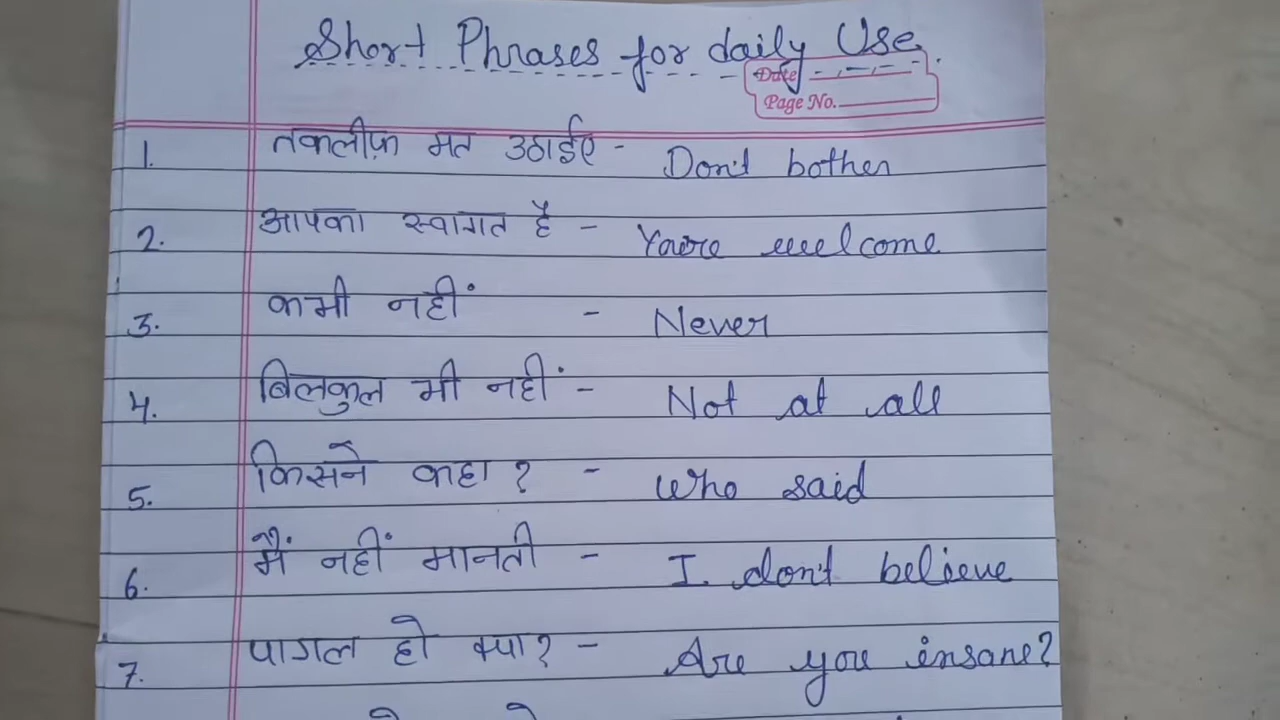 Short Phrases for daily Use.
Date
Page No.
1. तकलीफ़ मत उठाईए - Don't bother
2. आपका स्वागत है - You're welcome
3. कभी नहीं - Never
4. बिलकुल भी नहीं - Not at all
5. किसने कहा? - Who said
6. मैं नहीं मानती - I don't believe
7. पागल हो क्या? - Are you insane?